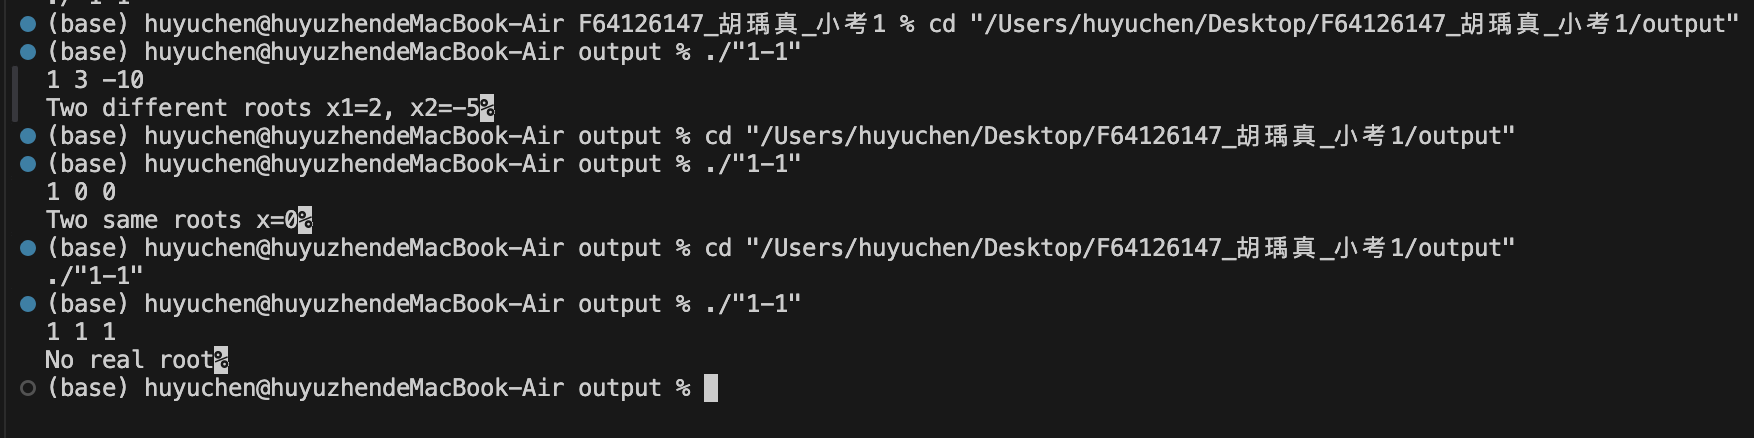 (base) huyuchen@huyuzhendeMacBook-Air F64126147_胡瑀真_小考1 % cd "/Users/huyuchen/Desktop/F64126147_胡瑀真_小考1/output"
(base) huyuchen@huyuzhendeMacBook-Air output % ./"1-1"
1 3 -10
Two different roots x1=2, x2=-5%
(base) huyuchen@huyuzhendeMacBook-Air output % cd "/Users/huyuchen/Desktop/F64126147_胡瑀真_小考1/output"
(base) huyuchen@huyuzhendeMacBook-Air output % ./"1-1"
1 0 0
Two same roots x=0%
(base) huyuchen@huyuzhendeMacBook-Air output % cd "/Users/huyuchen/Desktop/F64126147_胡瑀真_小考1/output"
./"1-1"
(base) huyuchen@huyuzhendeMacBook-Air output % ./"1-1"
1 1 1
No real root%
(base) huyuchen@huyuzhendeMacBook-Air output %